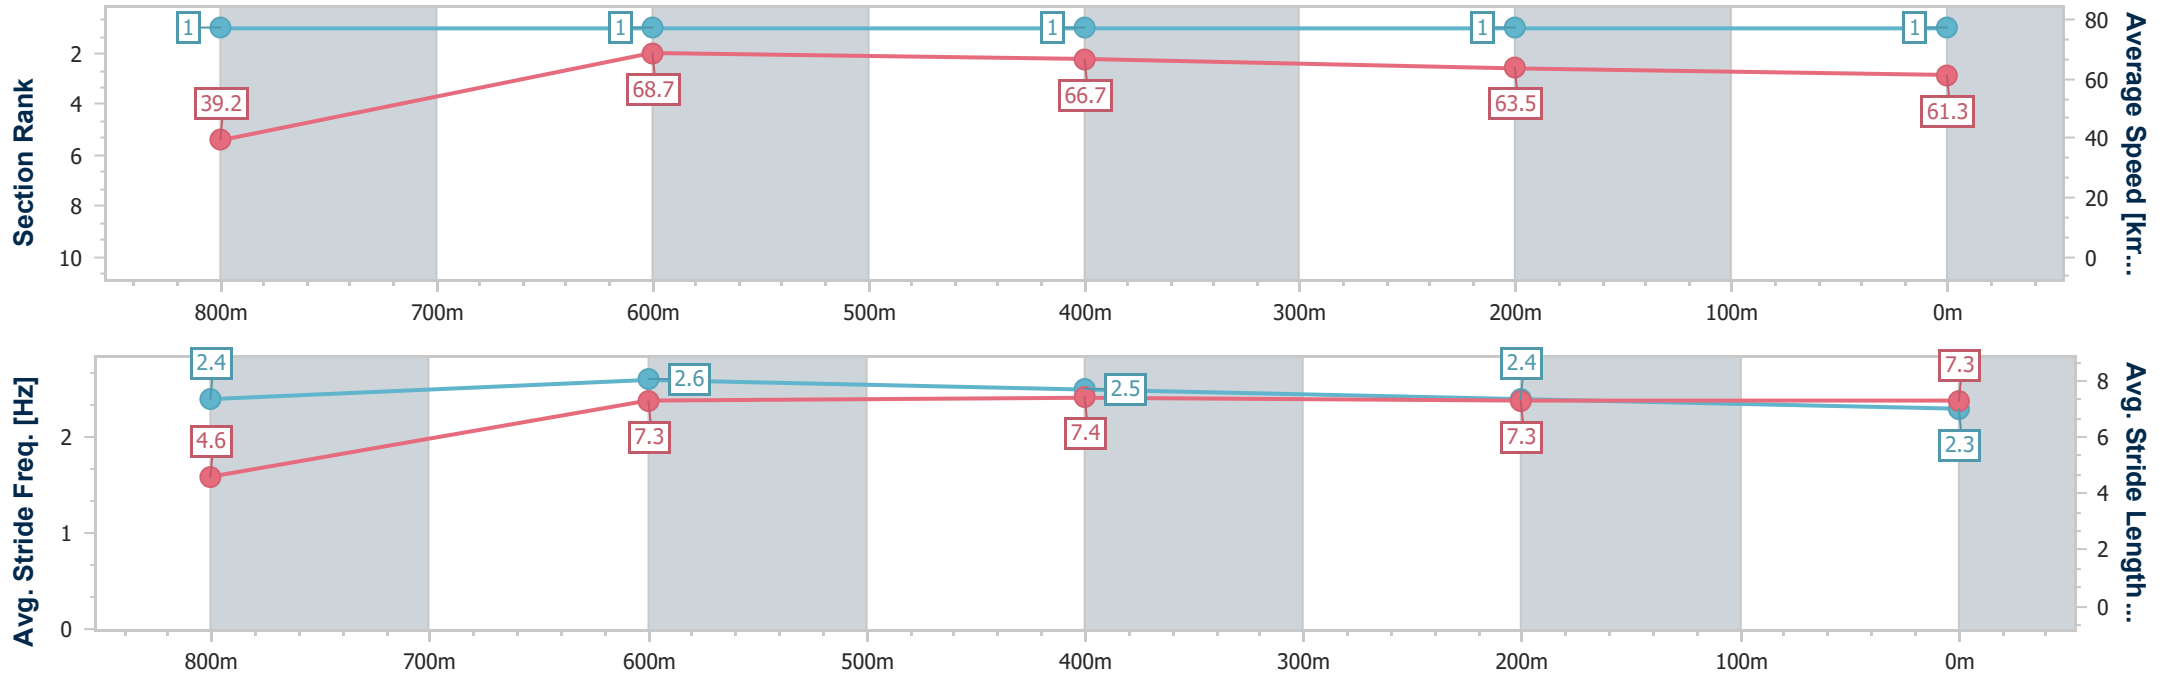 Section Rank
2
4
6
8
10
1
1
1
1
1
39.2
68.7
66.7
63.5
61.3
80
60
40
20
0
Average Speed [km...
800m
700m
600m
500m
400m
300m
200m
100m
0m
Avg. Stride Freq. [Hz]
2
1
0
2.4
2.6
2.5
2.4
2.3
4.6
7.3
7.4
7.3
7.3
8
6
4
2
0
Avg. Stride Length...
800m
700m
600m
500m
400m
300m
200m
100m
0m